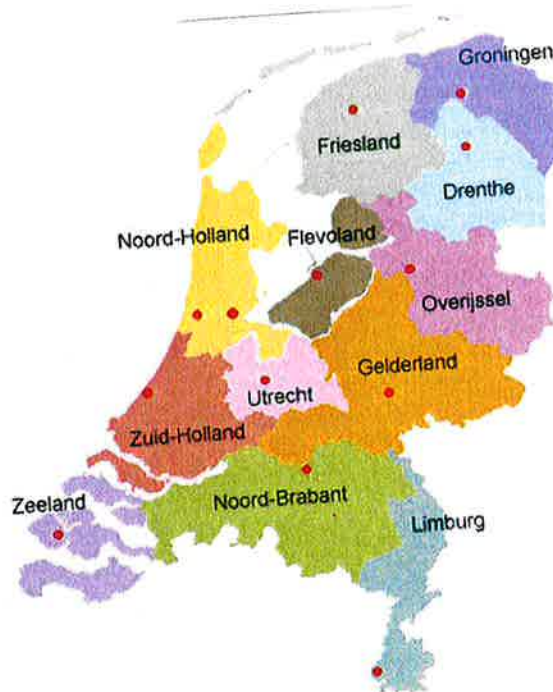 Groningen
Friesland
Drenthe
Noord-Holland
Flevoland
Overijssel
Gelderland
Utrecht
Zuid-Holland
Zeeland
Noord-Brabant
Limburg